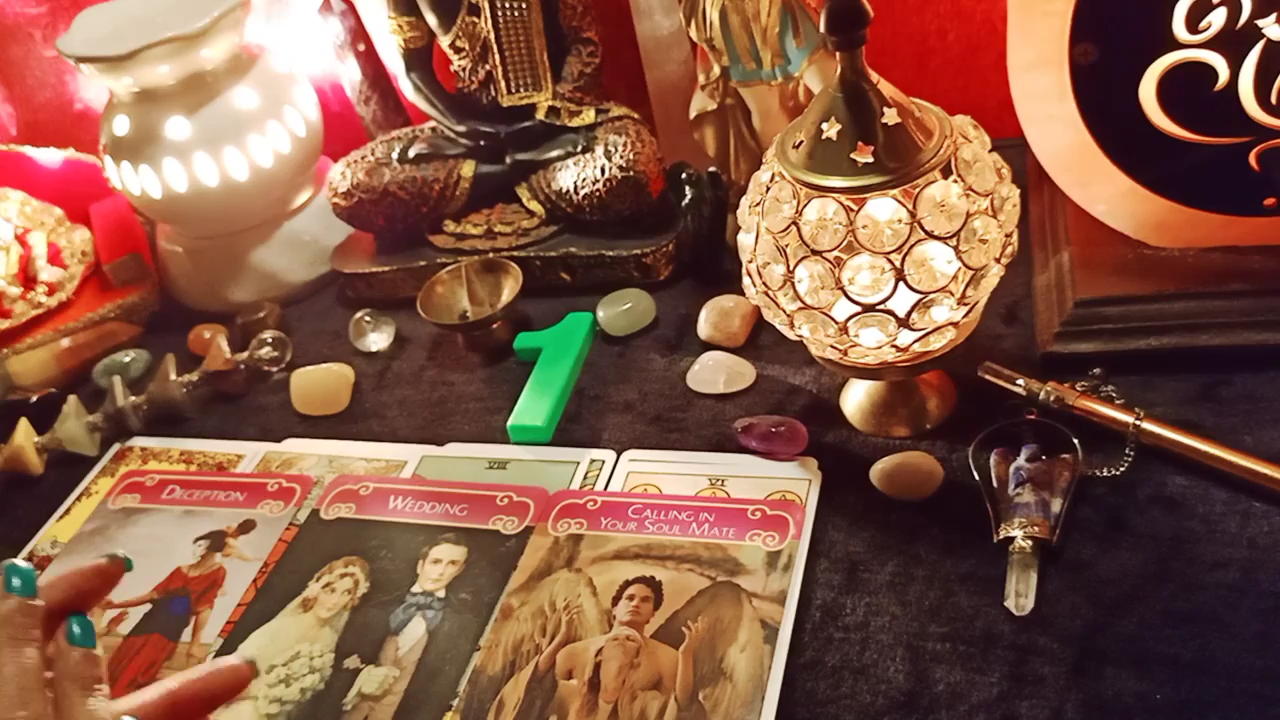 1
VIII
VI
DECEPTION
WEDDING
CALLING IN
YOUR SOUL MATE